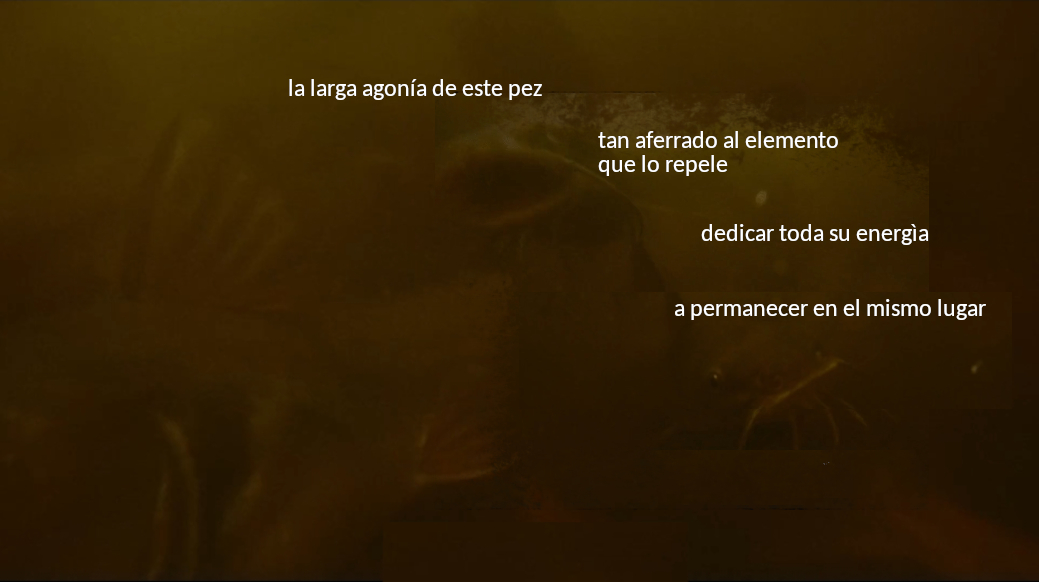 la larga agonía de este pez
tan aferrado al elemento
que lo repele
dedicar toda su energìa
a permanecer en el mismo lugar